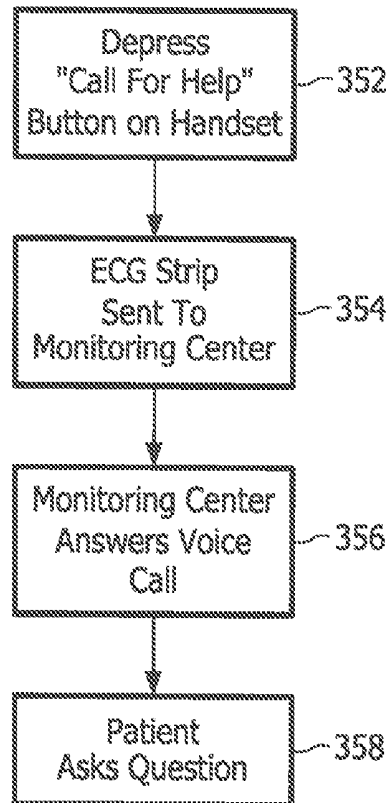 Depress
"Call For Help"
Button on Handset
352
ECG Strip
Sent To
Monitoring Center
354
Monitoring Center
Answers Voice
Call
356
Patient
Asks Question
358